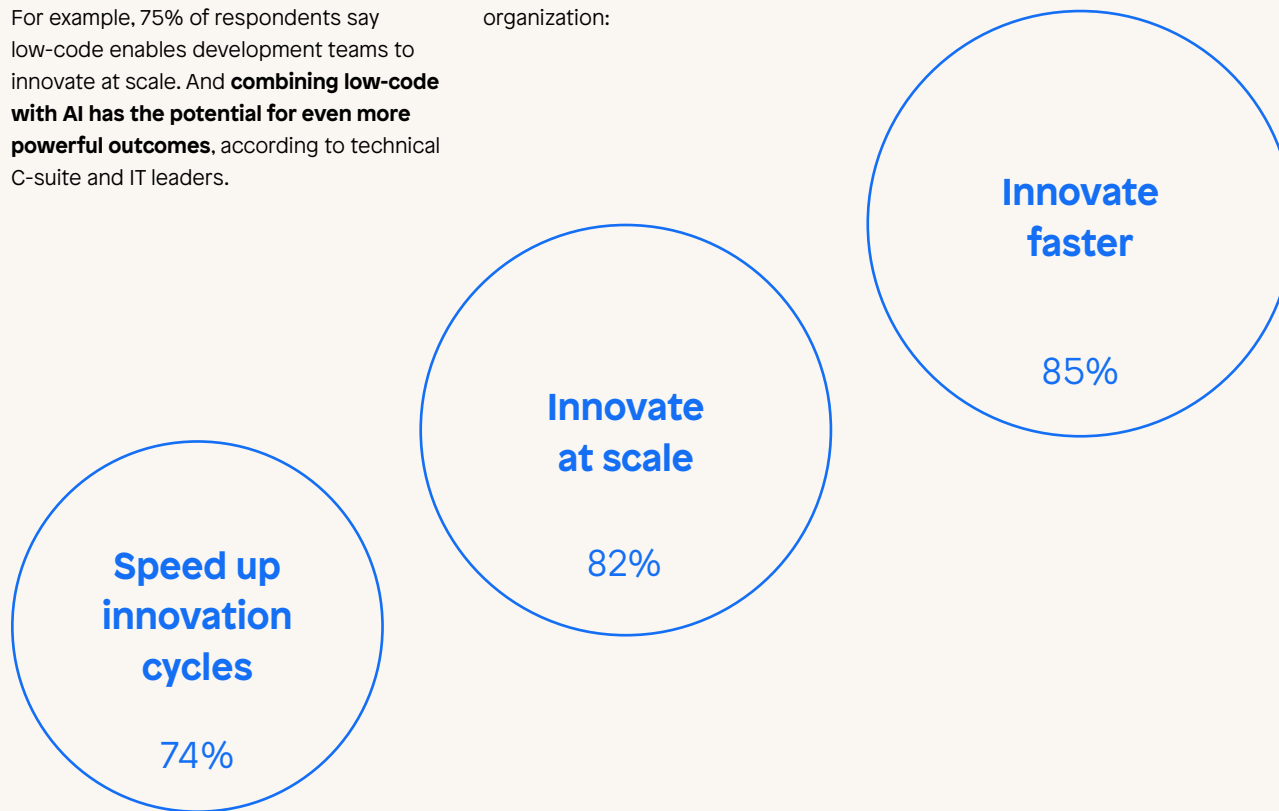 For example, 75% of respondents say
low-code enables development teams to
innovate at scale. And combining low-code
with AI has the potential for even more
powerful outcomes, according to technical
C-suite and IT leaders.
organization:
Innovate
faster
85%
Innovate
at scale
82%
Speed up
innovation
cycles
74%